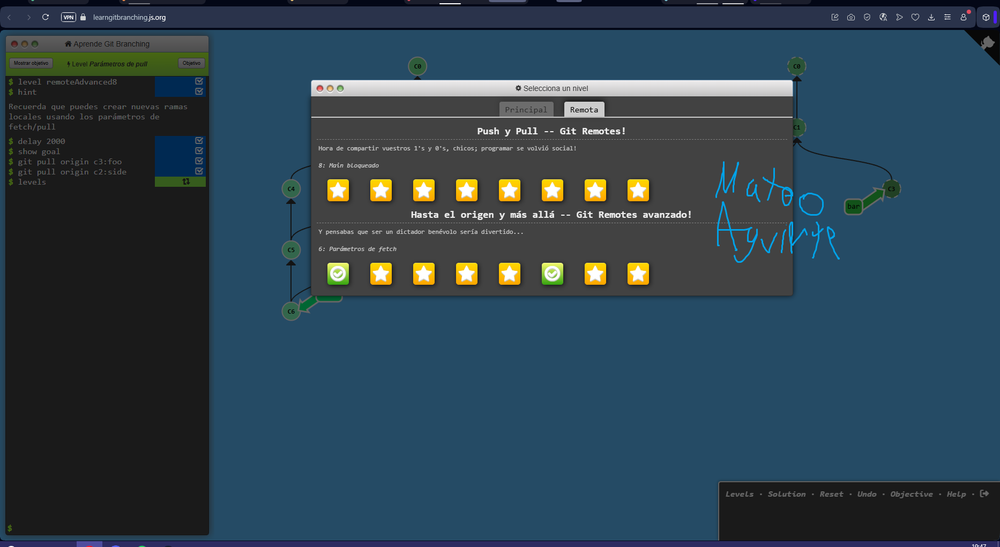 VPN
learngitbranching.js.org
Aprende Git Branching
Mostrar objetivo
Level Parámetros de pull
Objetivo
$ level remoteAdvanced8
$ hint
Recuerda que puedes crear nuevas ramas
locales usando los parámetros de
fetch/pull
$ delay 2000
$ show goal
$ git pull origin c3:foo
$ git pull origin c2:side
$ levels
$
C0
C4
C5
C6
Selecciona un nivel
Principal
Remota
Push y Pull -- Git Remotes!
Hora de compartir vuestros 1's y 0's, chicos; programar se volvió social!
8: Main bloqueado
Hasta el origen y más allá -- Git Remotes avanzado!
Y pensabas que ser un dictador benévolo sería divertido...
6: Parámetros de fetch
C0
C1
C3
bar
Levels · Solution · Reset · Undo · Objective · Help ·